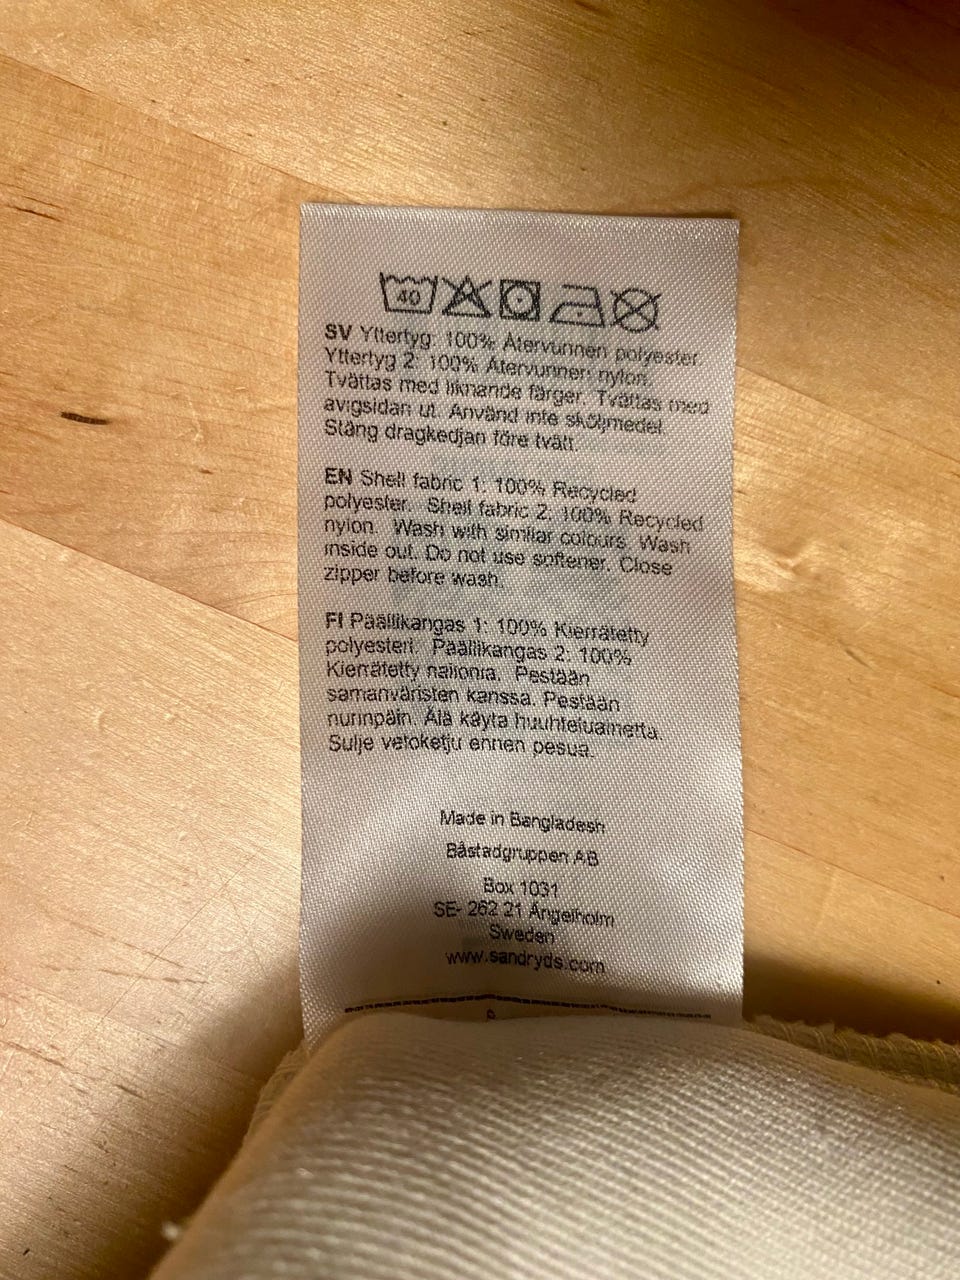 40
SV Yttertyg: 100% Återvunnen polyester.
Yttertyg 2: 100% Återvunnen nylon.
Tvättas med liknande färger. Tvättas med
avigsidan ut. Använd inte sköljmedel.
Stäng dragkedjan före tvätt.
EN Shell fabric 1: 100% Recycled
polyester. Shell fabric 2: 100% Recycled
nylon. Wash with similar colours. Wash
inside out. Do not use softener. Close
zipper before wash.
FI Päällikangas 1: 100% Kierrätetty
polyesteri. Päällikangas 2: 100%
Kierrätetty nailonia. Pestään
samanväristen kanssa. Pestään
nurinpäin. Älä käytä huuhteluainetta.
Sulje vetoketju ennen pesua.
Made in Bangladesh
Båstadgruppen AB
Box 1031
SE- 262 21 Ängelholm
Sweden
www.sandryds.com